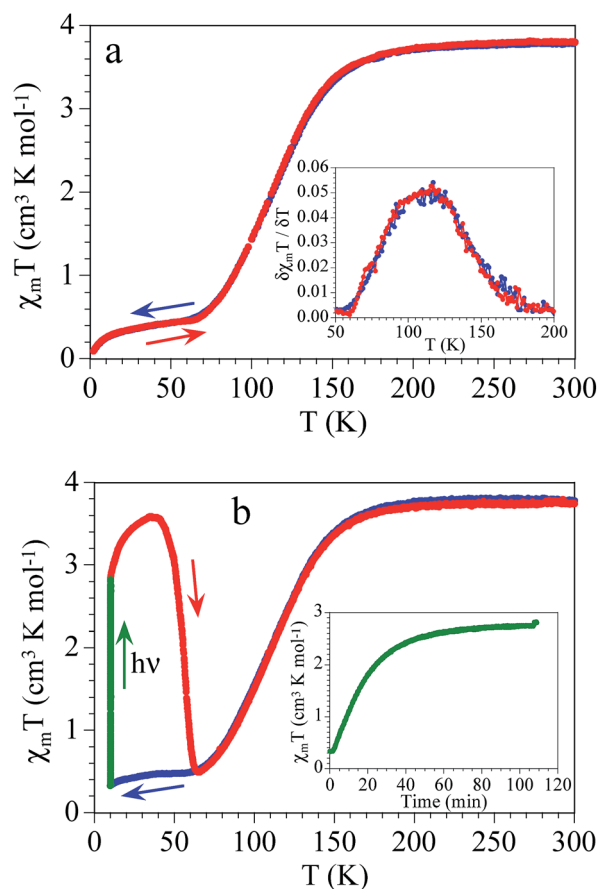 a
4
3
2
1
0
χmT (cm³ K mol⁻¹)
0 50 100 150 200 250 300
T (K)
0.06
0.05
0.04
0.03
0.02
0.01
0.00
δχmT / δT
50 100 150 200
T (K)
b
4
3
2
1
0
χmT (cm³ K mol⁻¹)
hν
0 50 100 150 200 250 300
T (K)
3
2
1
0
χmT (cm³ K mol⁻¹)
0 20 40 60 80 100 120
Time (min)